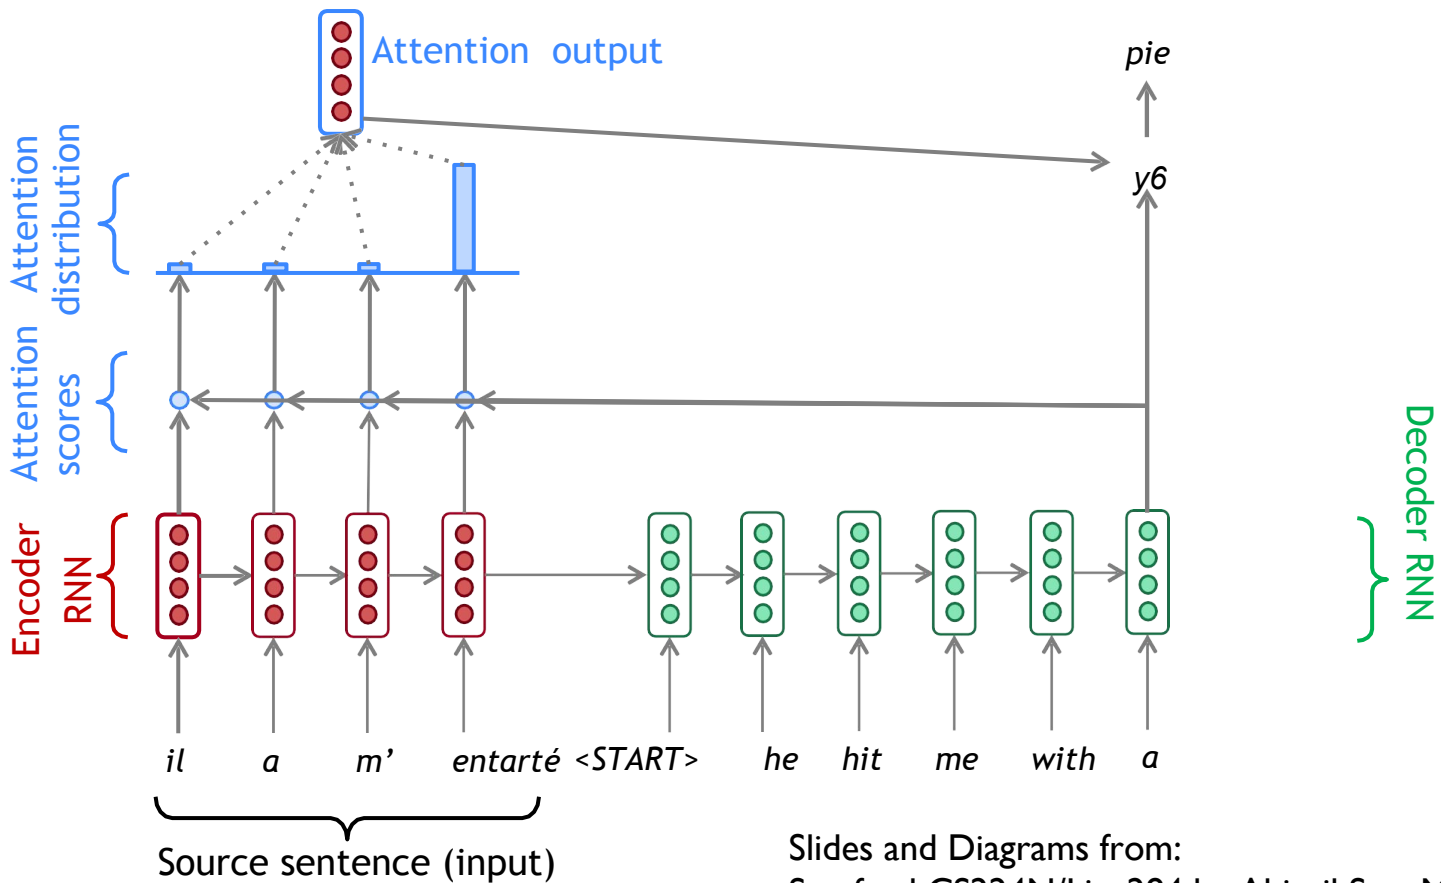 Attention output
pie
Attention
distribution
y6
Attention
scores
Encoder
RNN
Decoder RNN
il a m’ entarté <START> he hit me with a
Source sentence (input)
Slides and Diagrams from: